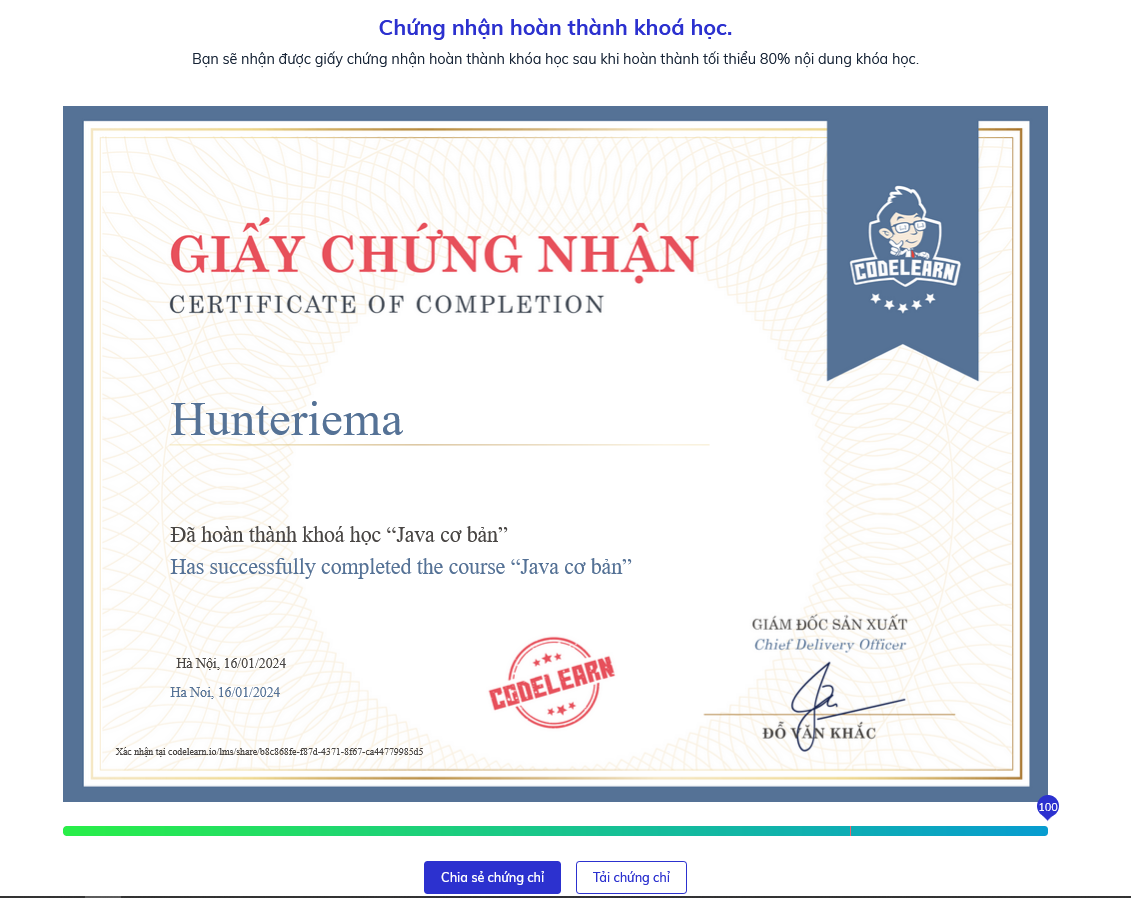 Chứng nhận hoàn thành khoá học.
Bạn sẽ nhận được giấy chứng nhận hoàn thành khóa học sau khi hoàn thành tối thiểu 80% nội dung khóa học.
CODELEARN
GIẤY CHỨNG NHẬN
CERTIFICATE OF COMPLETION
Hunteriema
Đã hoàn thành khoá học “Java cơ bản”
Has successfully completed the course “Java cơ bản”
GIÁM ĐỐC SẢN XUẤT
Chief Delivery Officer
Hà Nội, 16/01/2024
Ha Noi, 16/01/2024
CODELEARN
ĐỖ VĂN KHẮC
Xác nhận tại codelearn.io/lms/share/b8c868fe-f87d-4371-8f67-ca44779985d5
100
Chia sẻ chứng chỉ
Tải chứng chỉ